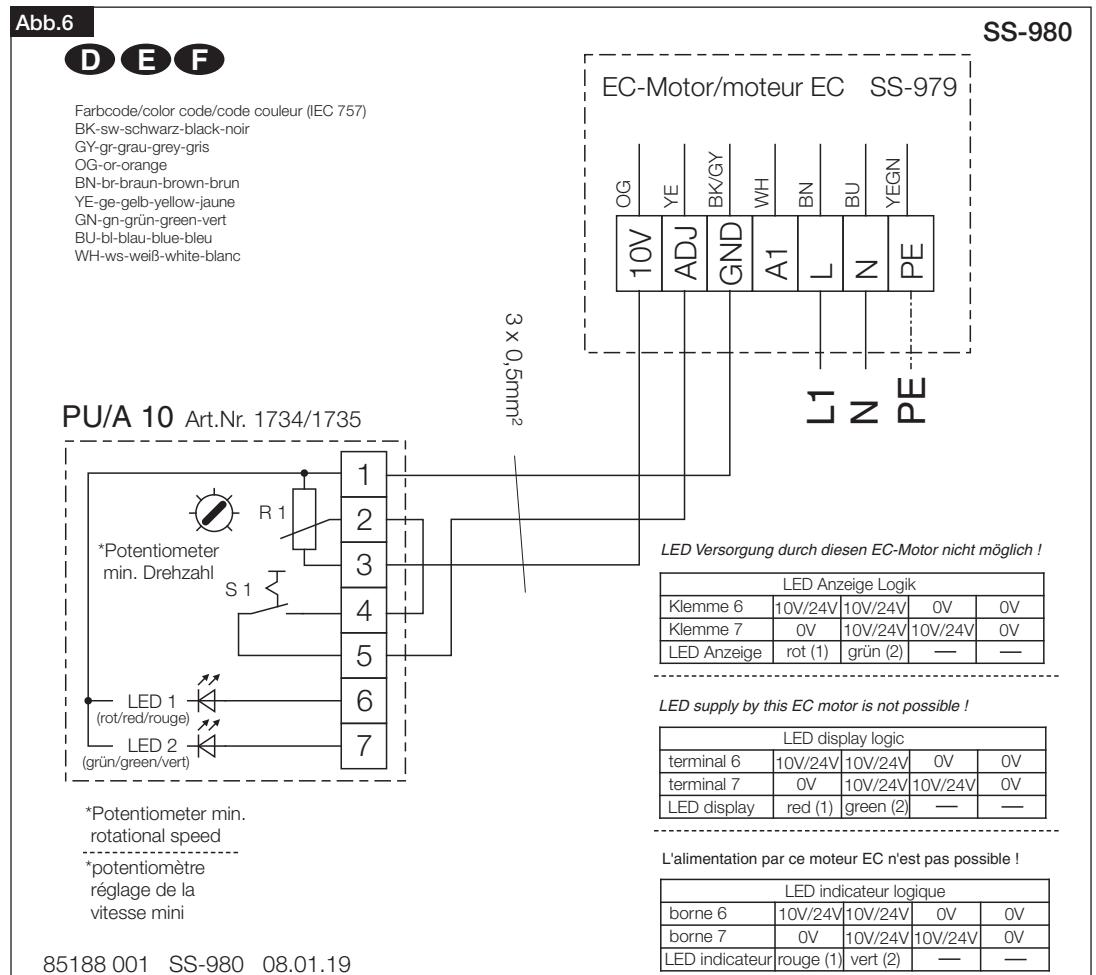 Abb.6
SS-980
D E F
Farbcode/color code/code couleur (IEC 757)
BK-sw-schwarz-black-noir
GY-gr-grau-grey-gris
OG-or-orange
BN-br-braun-brown-brun
YE-ge-gelb-yellow-jaune
GN-gn-grün-green-vert
BU-bl-blau-blue-bleu
WH-ws-weiß-white-blanc
EC-Motor/moteur EC SS-979
OG YE BK/GY WH BN BU YEGN
10V ADJ GND A1 L N PE
L1 N PE
3 x 0,5mm²
PU/A 10 Art.Nr. 1734/1735
1
2
3
4
5
6
7
R 1
*Potentiometer
min. Drehzahl
S 1
LED 1
(rot/red/rouge)
LED 2
(grün/green/vert)
*Potentiometer min.
rotational speed
*potentiomètre
réglage de la
vitesse mini
LED Versorgung durch diesen EC-Motor nicht möglich !
LED Anzeige Logik
Klemme 6 10V/24V 10V/24V 0V 0V
Klemme 7 0V 10V/24V 10V/24V 0V
LED Anzeige rot (1) grün (2) — —
LED supply by this EC motor is not possible !
LED display logic
terminal 6 10V/24V 10V/24V 0V 0V
terminal 7 0V 10V/24V 10V/24V 0V
LED display red (1) green (2) — —
L'alimentation par ce moteur EC n'est pas possible !
LED indicateur logique
borne 6 10V/24V 10V/24V 0V 0V
borne 7 0V 10V/24V 10V/24V 0V
LED indicateur rouge (1) vert (2) — —
85188 001 SS-980 08.01.19